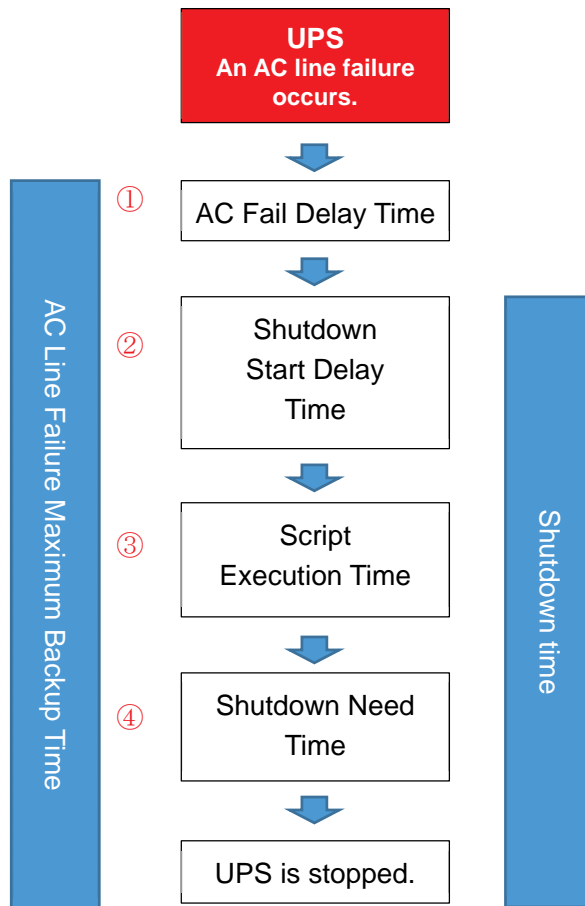 UPS
An AC line failure
occurs.
①
AC Fail Delay Time
②
Shutdown
Start Delay
Time
③
Script
Execution Time
④
Shutdown Need
Time
UPS is stopped.
AC Line Failure Maximum Backup Time
Shutdown time